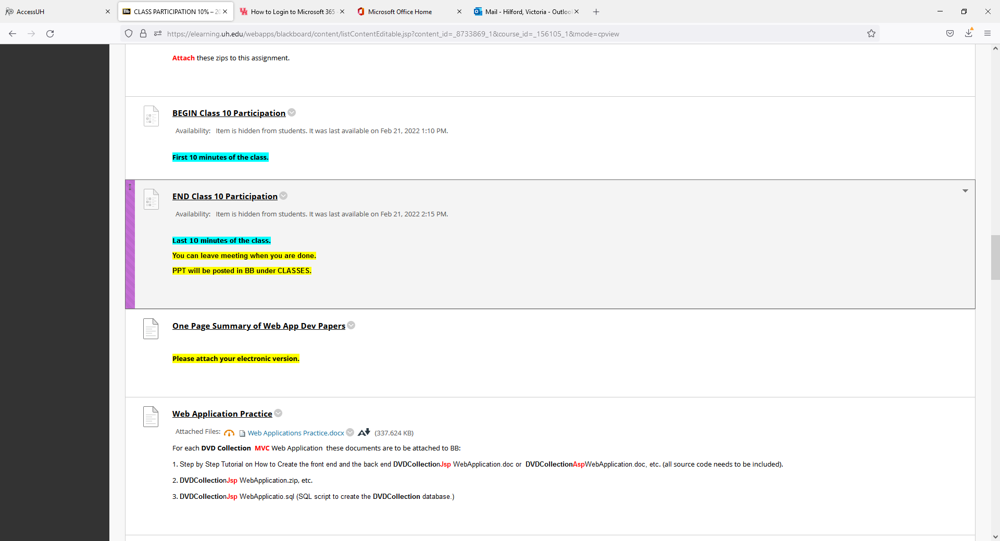 AccessUH
CLASS PARTICIPATION 10% – 20
How to Login to Microsoft 365
Microsoft Office Home
Mail - Hilford, Victoria - Outlook
https://elearning.uh.edu/webapps/blackboard/content/listContentEditable.jsp?content_id=_8733869_1&course_id=_156105_1&mode=cpview
Attach these zips to this assignment.
BEGIN Class 10 Participation
Availability: Item is hidden from students. It was last available on Feb 21, 2022 1:10 PM.
First 10 minutes of the class.
END Class 10 Participation
Availability: Item is hidden from students. It was last available on Feb 21, 2022 2:15 PM.
Last 10 minutes of the class.
You can leave meeting when you are done.
PPT will be posted in BB under CLASSES.
One Page Summary of Web App Dev Papers
Please attach your electronic version.
Web Application Practice
Attached Files: Web Applications Practice.docx (337.624 KB)
For each DVD Collection MVC Web Application these documents are to be attached to BB:
1. Step by Step Tutorial on How to Create the front end and the back end DVDCollectionJsp WebApplication.doc or DVDCollectionAspWebApplication.doc, etc. (all source code needs to be included).
2. DVDCollectionJsp WebApplication.zip, etc.
3. DVDCollectionJsp WebApplicatio.sql (SQL script to create the DVDCollection database.)